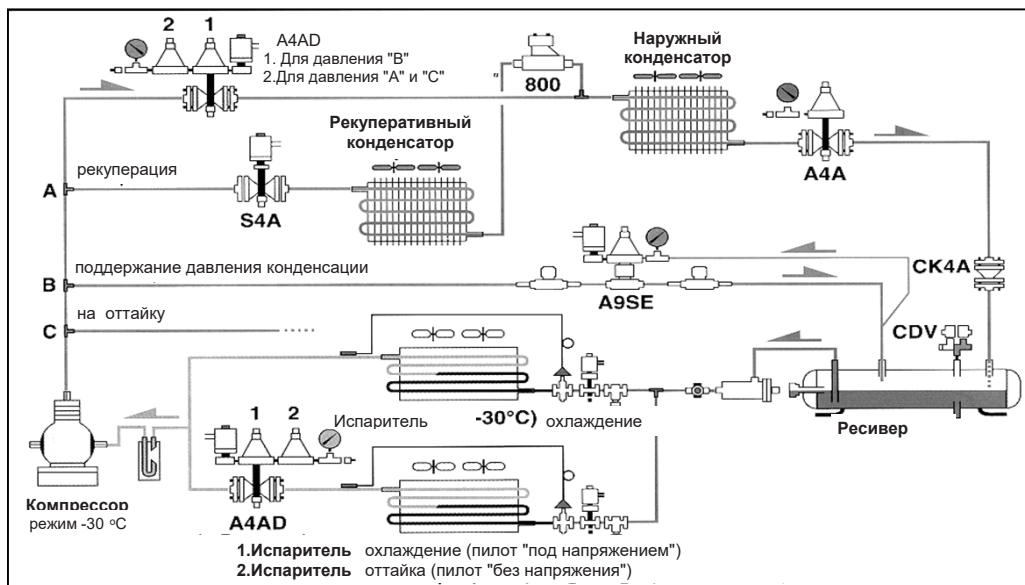 2 1
A4AD
1. Для давления "B"
2.Для давления "A" и "C"
800
Наружный
конденсатор
Рекуперативный
конденсатор
A4A
A
рекуперация
S4A
B
поддержание давления конденсации
A9SE
CK4A
C
на оттайку
CDV
1 2
Испаритель
-30°C) охлаждение
Ресивер
Компрессор
режим -30 °C
A4AD
1.Испаритель охлаждение (пилот "под напряжением")
2.Испаритель оттайка (пилот "без напряжения")